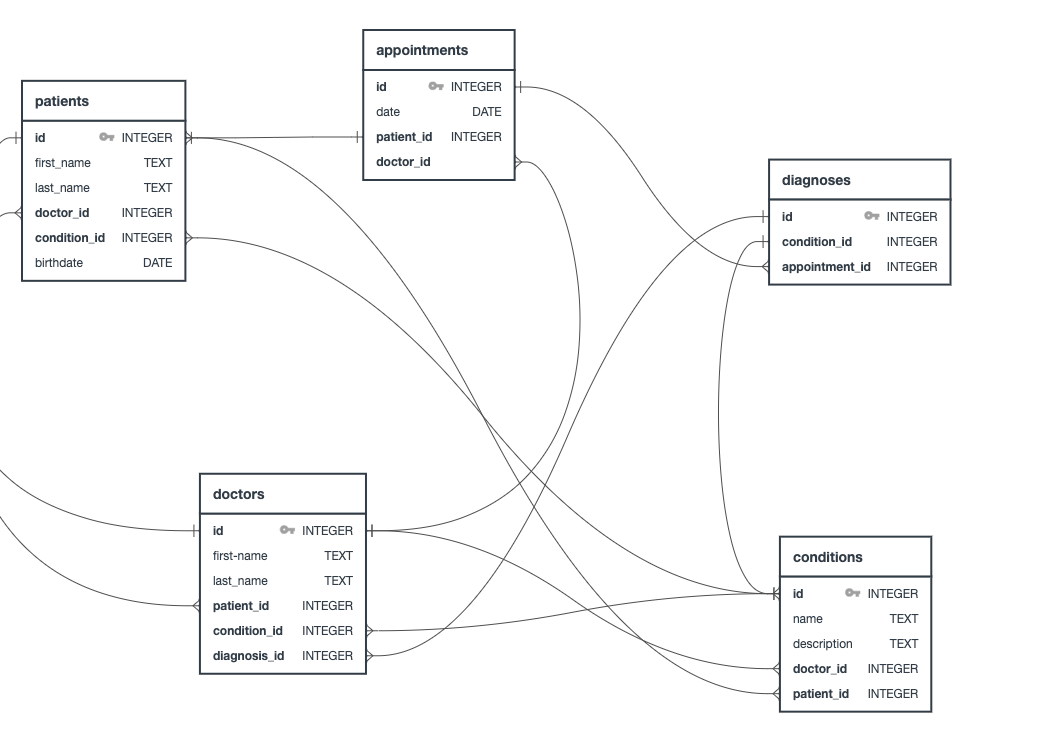 appointments
id INTEGER
date DATE
patient_id INTEGER
doctor_id
patients
id INTEGER
first_name TEXT
last_name TEXT
doctor_id INTEGER
condition_id INTEGER
birthdate DATE
diagnoses
id INTEGER
condition_id INTEGER
appointment_id INTEGER
doctors
id INTEGER
first-name TEXT
last_name TEXT
patient_id INTEGER
condition_id INTEGER
diagnosis_id INTEGER
conditions
id INTEGER
name TEXT
description TEXT
doctor_id INTEGER
patient_id INTEGER